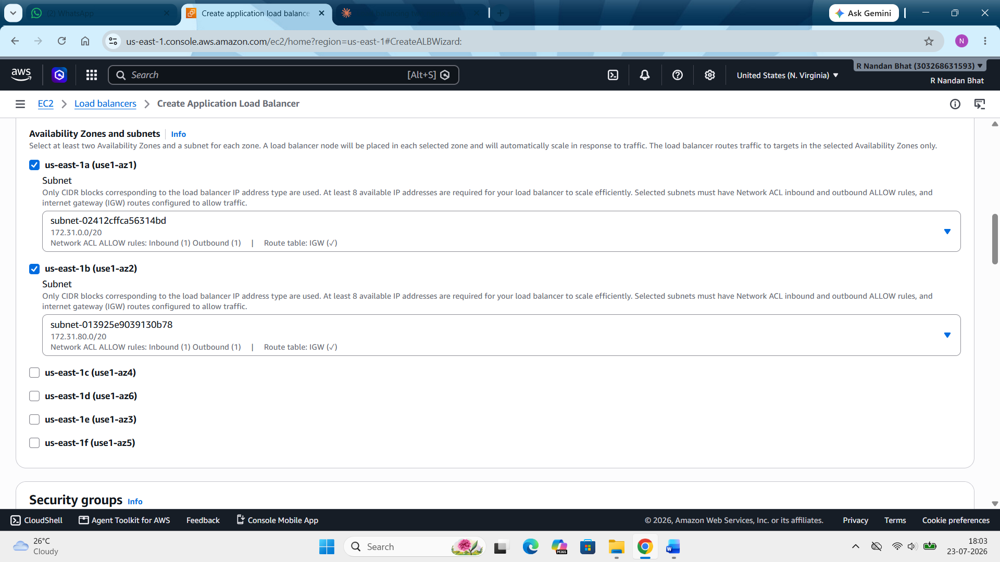 (2) WhatsApp
Create application load balance
Ask Gemini
us-east-1.console.aws.amazon.com/ec2/home?region=us-east-1#CreateALBWizard:
N
aws
Search
[Alt+S]
United States (N. Virginia)
R Nandan Bhat (303268631593)
R Nandan Bhat
EC2
Load balancers
Create Application Load Balancer
Availability Zones and subnets
Info
Select at least two Availability Zones and a subnet for each zone. A load balancer node will be placed in each selected zone and will automatically scale in response to traffic. The load balancer routes traffic to targets in the selected Availability Zones only.
us-east-1a (use1-az1)
Subnet
Only CIDR blocks corresponding to the load balancer IP address type are used. At least 8 available IP addresses are required for your load balancer to scale efficiently. Selected subnets must have Network ACL inbound and outbound ALLOW rules, and
internet gateway (IGW) routes configured to allow traffic.
subnet-02412cffca56314bd
172.31.0.0/20
Network ACL ALLOW rules: Inbound (1) Outbound (1) | Route table: IGW (✓)
us-east-1b (use1-az2)
Subnet
Only CIDR blocks corresponding to the load balancer IP address type are used. At least 8 available IP addresses are required for your load balancer to scale efficiently. Selected subnets must have Network ACL inbound and outbound ALLOW rules, and
internet gateway (IGW) routes configured to allow traffic.
subnet-013925e9039130b78
172.31.80.0/20
Network ACL ALLOW rules: Inbound (1) Outbound (1) | Route table: IGW (✓)
us-east-1c (use1-az4)
us-east-1d (use1-az6)
us-east-1e (use1-az3)
us-east-1f (use1-az5)
Security groups
Info
CloudShell
Agent Toolkit for AWS
Feedback
Console Mobile App
© 2026, Amazon Web Services, Inc. or its affiliates.
Privacy
Terms
Cookie preferences
26°C
Cloudy
Search
M365
W
18:03
23-07-2026